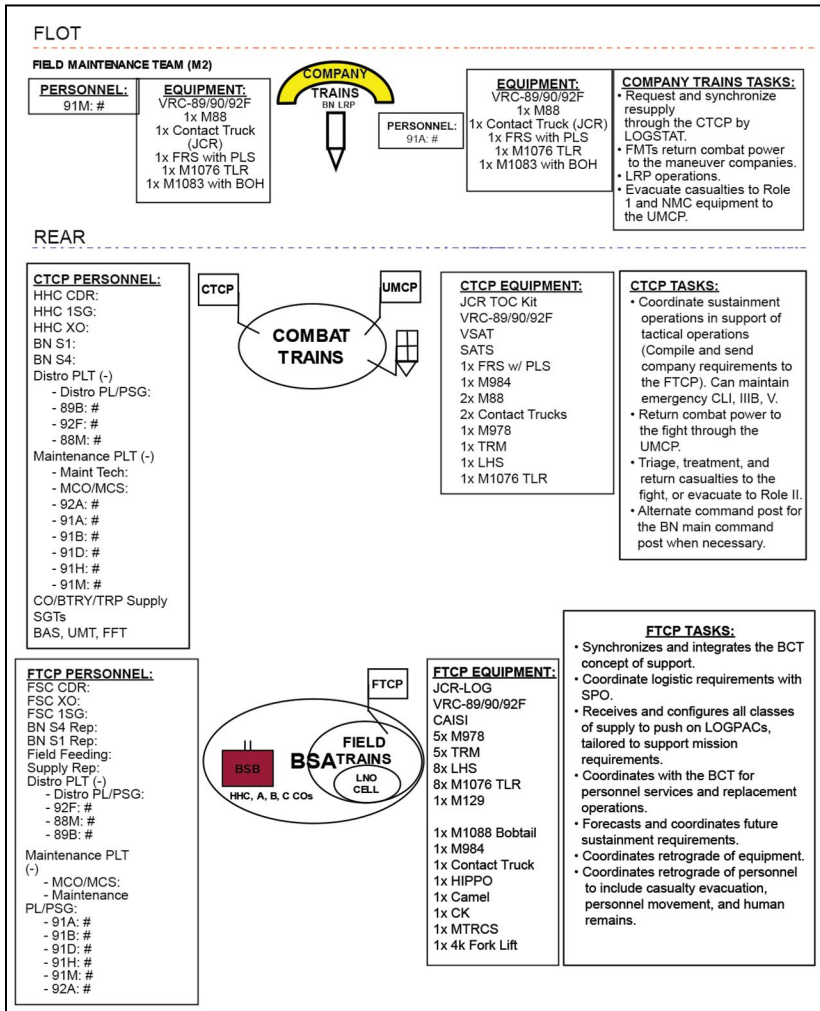 FLOT
FIELD MAINTENANCE TEAM (M2)
PERSONNEL:
91M: #
EQUIPMENT:
VRC-89/90/92F
1x M88
1x Contact Truck
(JCR)
1x FRS with PLS
1x M1076 TLR
1x M1083 with BOH
COMPANY
TRAINS
BN LRP
PERSONNEL:
91A: #
EQUIPMENT:
VRC-89/90/92F
1x M88
1x Contact Truck (JCR)
1x FRS with PLS
1x M1076 TLR
1x M1083 with BOH
COMPANY TRAINS TASKS:
• Request and synchronize
resupply
through the CTCP by
LOGSTAT.
• FMTs return combat power
to the maneuver companies.
• LRP operations.
• Evacuate casualties to Role
1 and NMC equipment to
the UMCP.
REAR
CTCP PERSONNEL:
HHC CDR:
HHC 1SG:
HHC XO:
BN S1:
BN S4:
Distro PLT (-)
- Distro PL/PSG:
- 89B: #
- 92F: #
- 88M: #
Maintenance PLT (-)
- Maint Tech:
- MCO/MCS:
- 92A: #
- 91A: #
- 91B: #
- 91D: #
- 91H: #
- 91M: #
CO/BTRY/TRP Supply
SGTs
BAS, UMT, FFT
CTCP
UMCP
COMBAT
TRAINS
CTCP EQUIPMENT:
JCR TOC Kit
VRC-89/90/92F
VSAT
SATS
1x FRS w/ PLS
1x M984
2x M88
2x Contact Trucks
1x M978
1x TRM
1x LHS
1x M1076 TLR
CTCP TASKS:
• Coordinate sustainment
operations in support of
tactical operations
(Compile and send
company requirements to
the FTCP). Can maintain
emergency CLI, IIIB, V.
• Return combat power to
the fight through the
UMCP.
• Triage, treatment, and
return casualties to the
fight, or evacuate to Role II.
• Alternate command post for
the BN main command
post when necessary.
FTCP PERSONNEL:
FSC CDR:
FSC XO:
FSC 1SG:
BN S4 Rep:
BN S1 Rep:
Field Feeding:
Supply Rep:
Distro PLT (-)
- Distro PL/PSG:
- 92F: #
- 88M: #
- 89B: #
Maintenance PLT
(-)
- MCO/MCS:
- Maintenance
PL/PSG:
- 91A: #
- 91B: #
- 91D: #
- 91H: #
- 91M: #
- 92A: #
FTCP
BSB
BSA
FIELD
TRAINS
LNO
CELL
HHC, A, B, C COs
FTCP EQUIPMENT:
JCR-LOG
VRC-89/90/92F
CAISI
5x M978
5x TRM
8x LHS
8x M1076 TLR
1x M129
1x M1088 Bobtail
1x M984
1x Contact Truck
1x HIPPO
1x Camel
1x CK
1x MTRCS
1x 4k Fork Lift
FTCP TASKS:
• Synchronizes and integrates the BCT
concept of support.
• Coordinate logistic requirements with
SPO.
• Receives and configures all classes
of supply to push on LOGPACs,
tailored to support mission
requirements.
• Coordinates with the BCT for
personnel services and replacement
operations.
• Forecasts and coordinates future
sustainment requirements.
• Coordinates retrograde of equipment.
• Coordinates retrograde of personnel
to include casualty evacuation,
personnel movement, and human
remains.